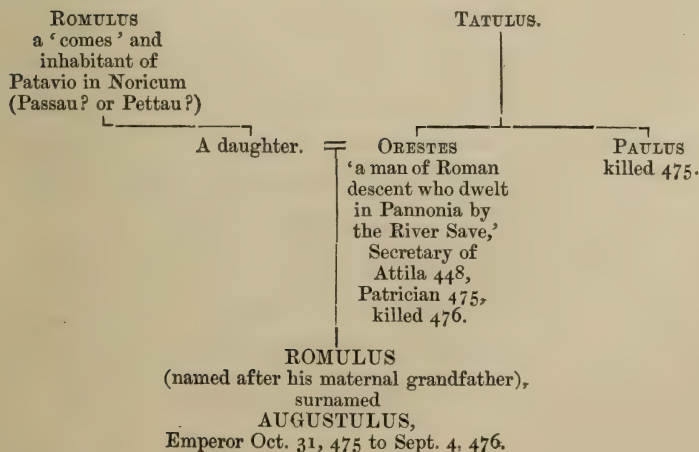 ROMULUS
a ‘comes’ and
inhabitant of
Patavio in Noricum
(Passau? or Pettau?)
TATULUS.
A daughter. =
ORESTES
‘a man of Roman
descent who dwelt
in Pannonia by
the River Save,’
Secretary of
Attila 448,
Patrician 475,
killed 476.
PAULUS
killed 475.
ROMULUS
(named after his maternal grandfather),
surnamed
AUGUSTULUS,
Emperor Oct. 31, 475 to Sept. 4, 476.